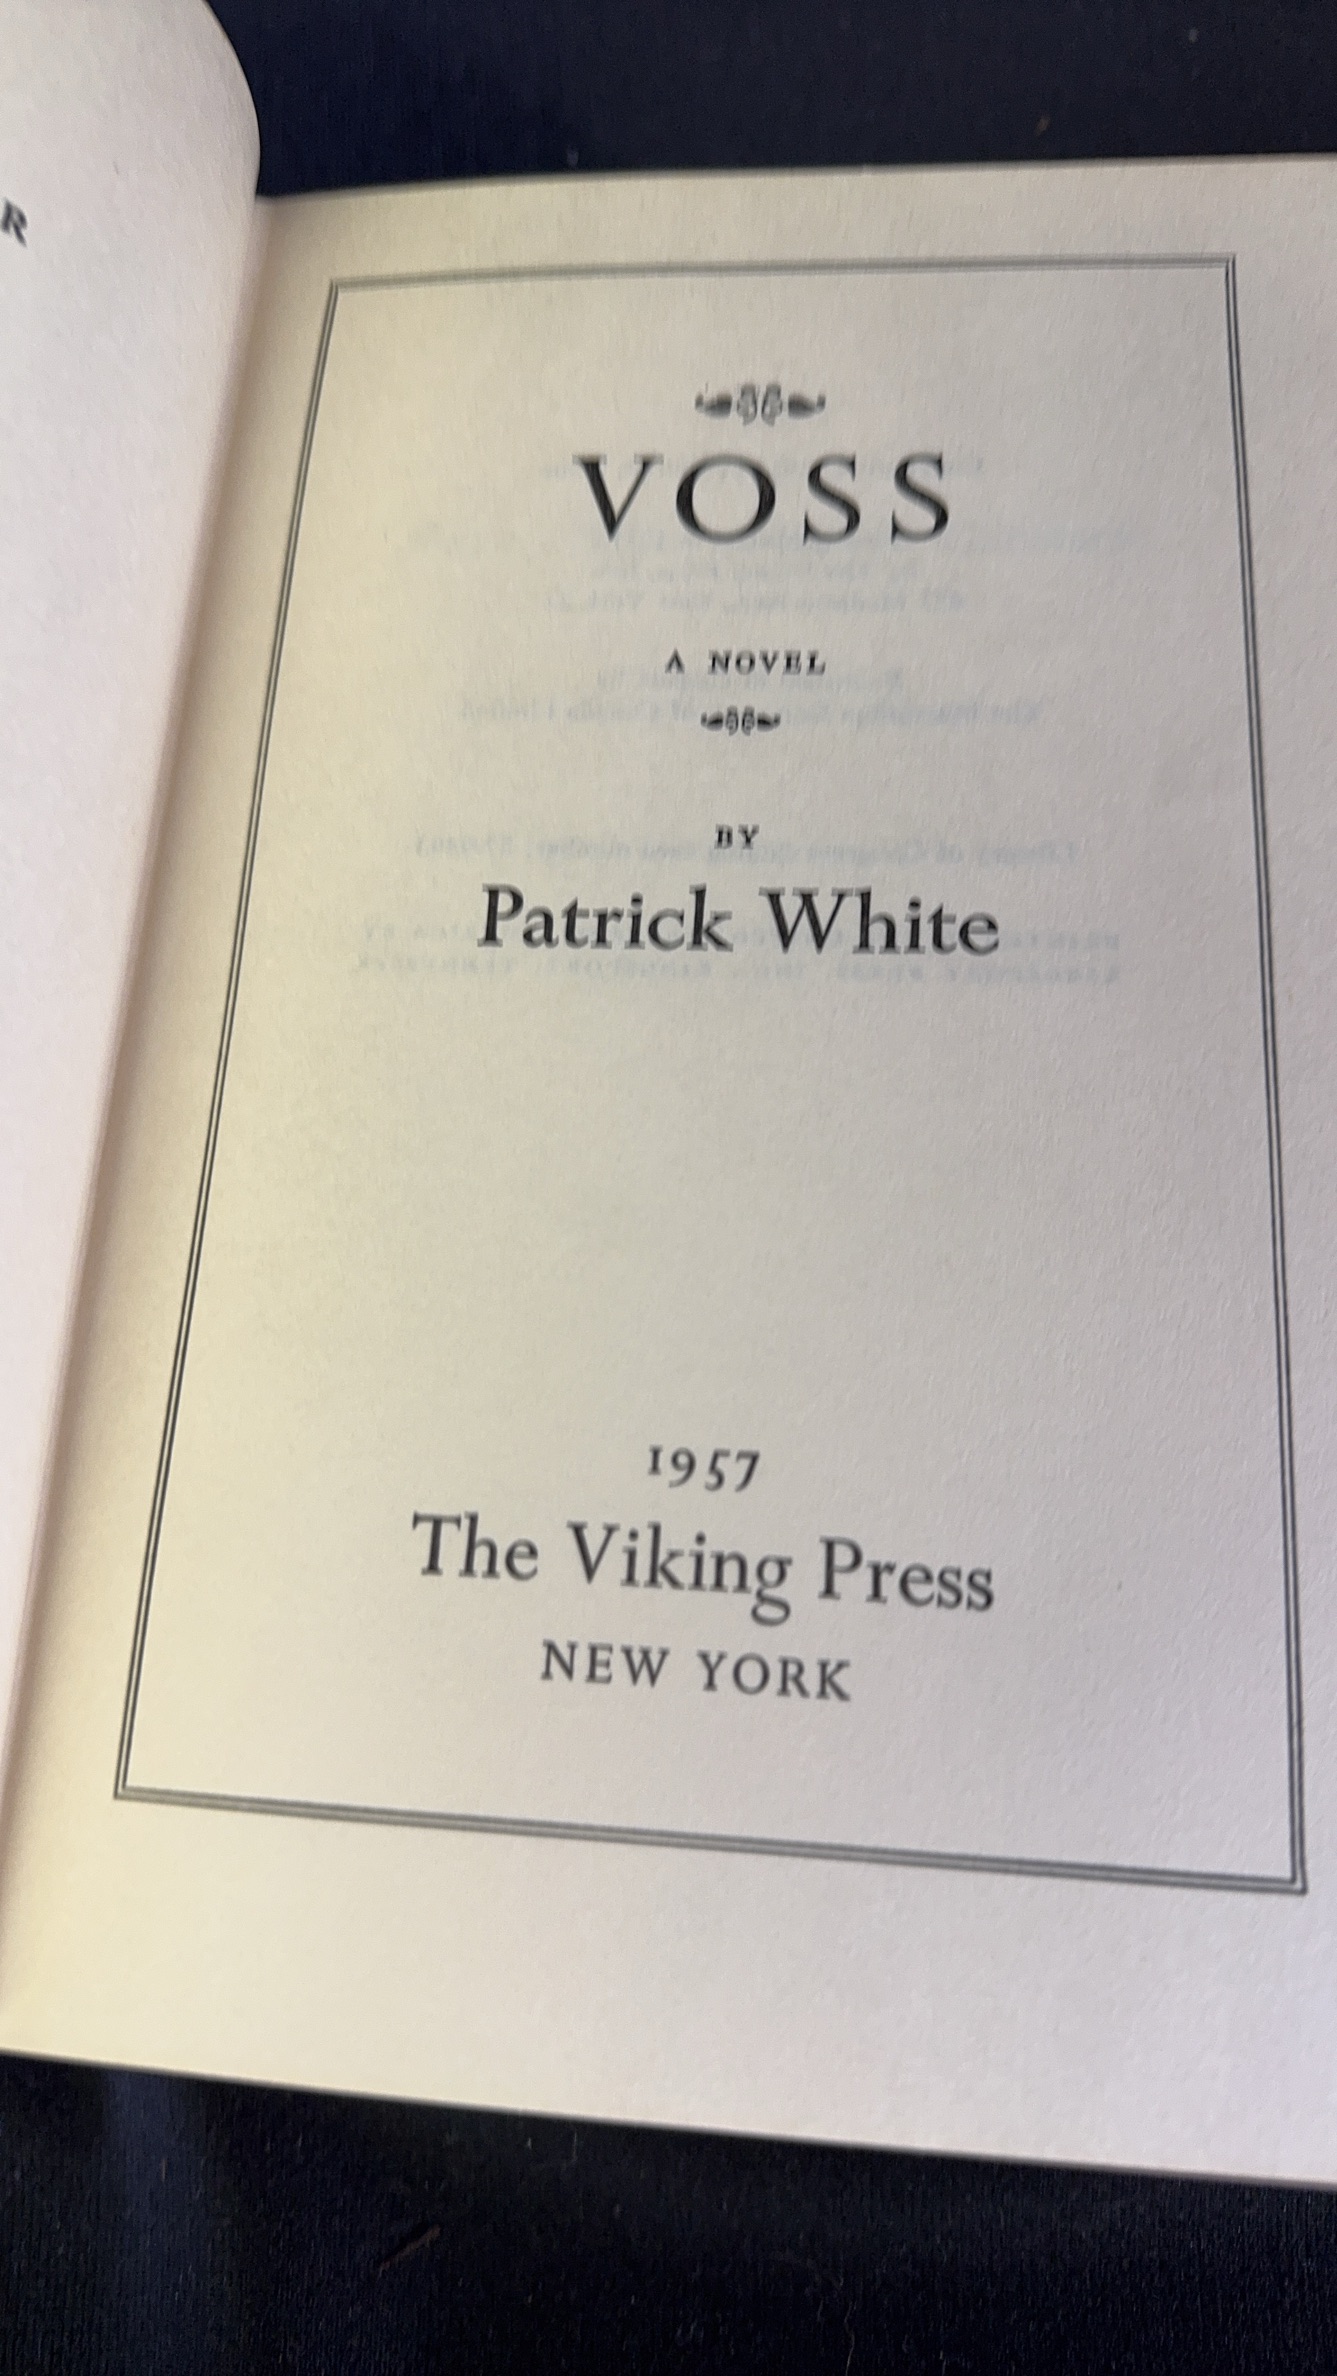 R
VOSS
A NOVEL
BY
Patrick White
1957
The Viking Press
NEW YORK